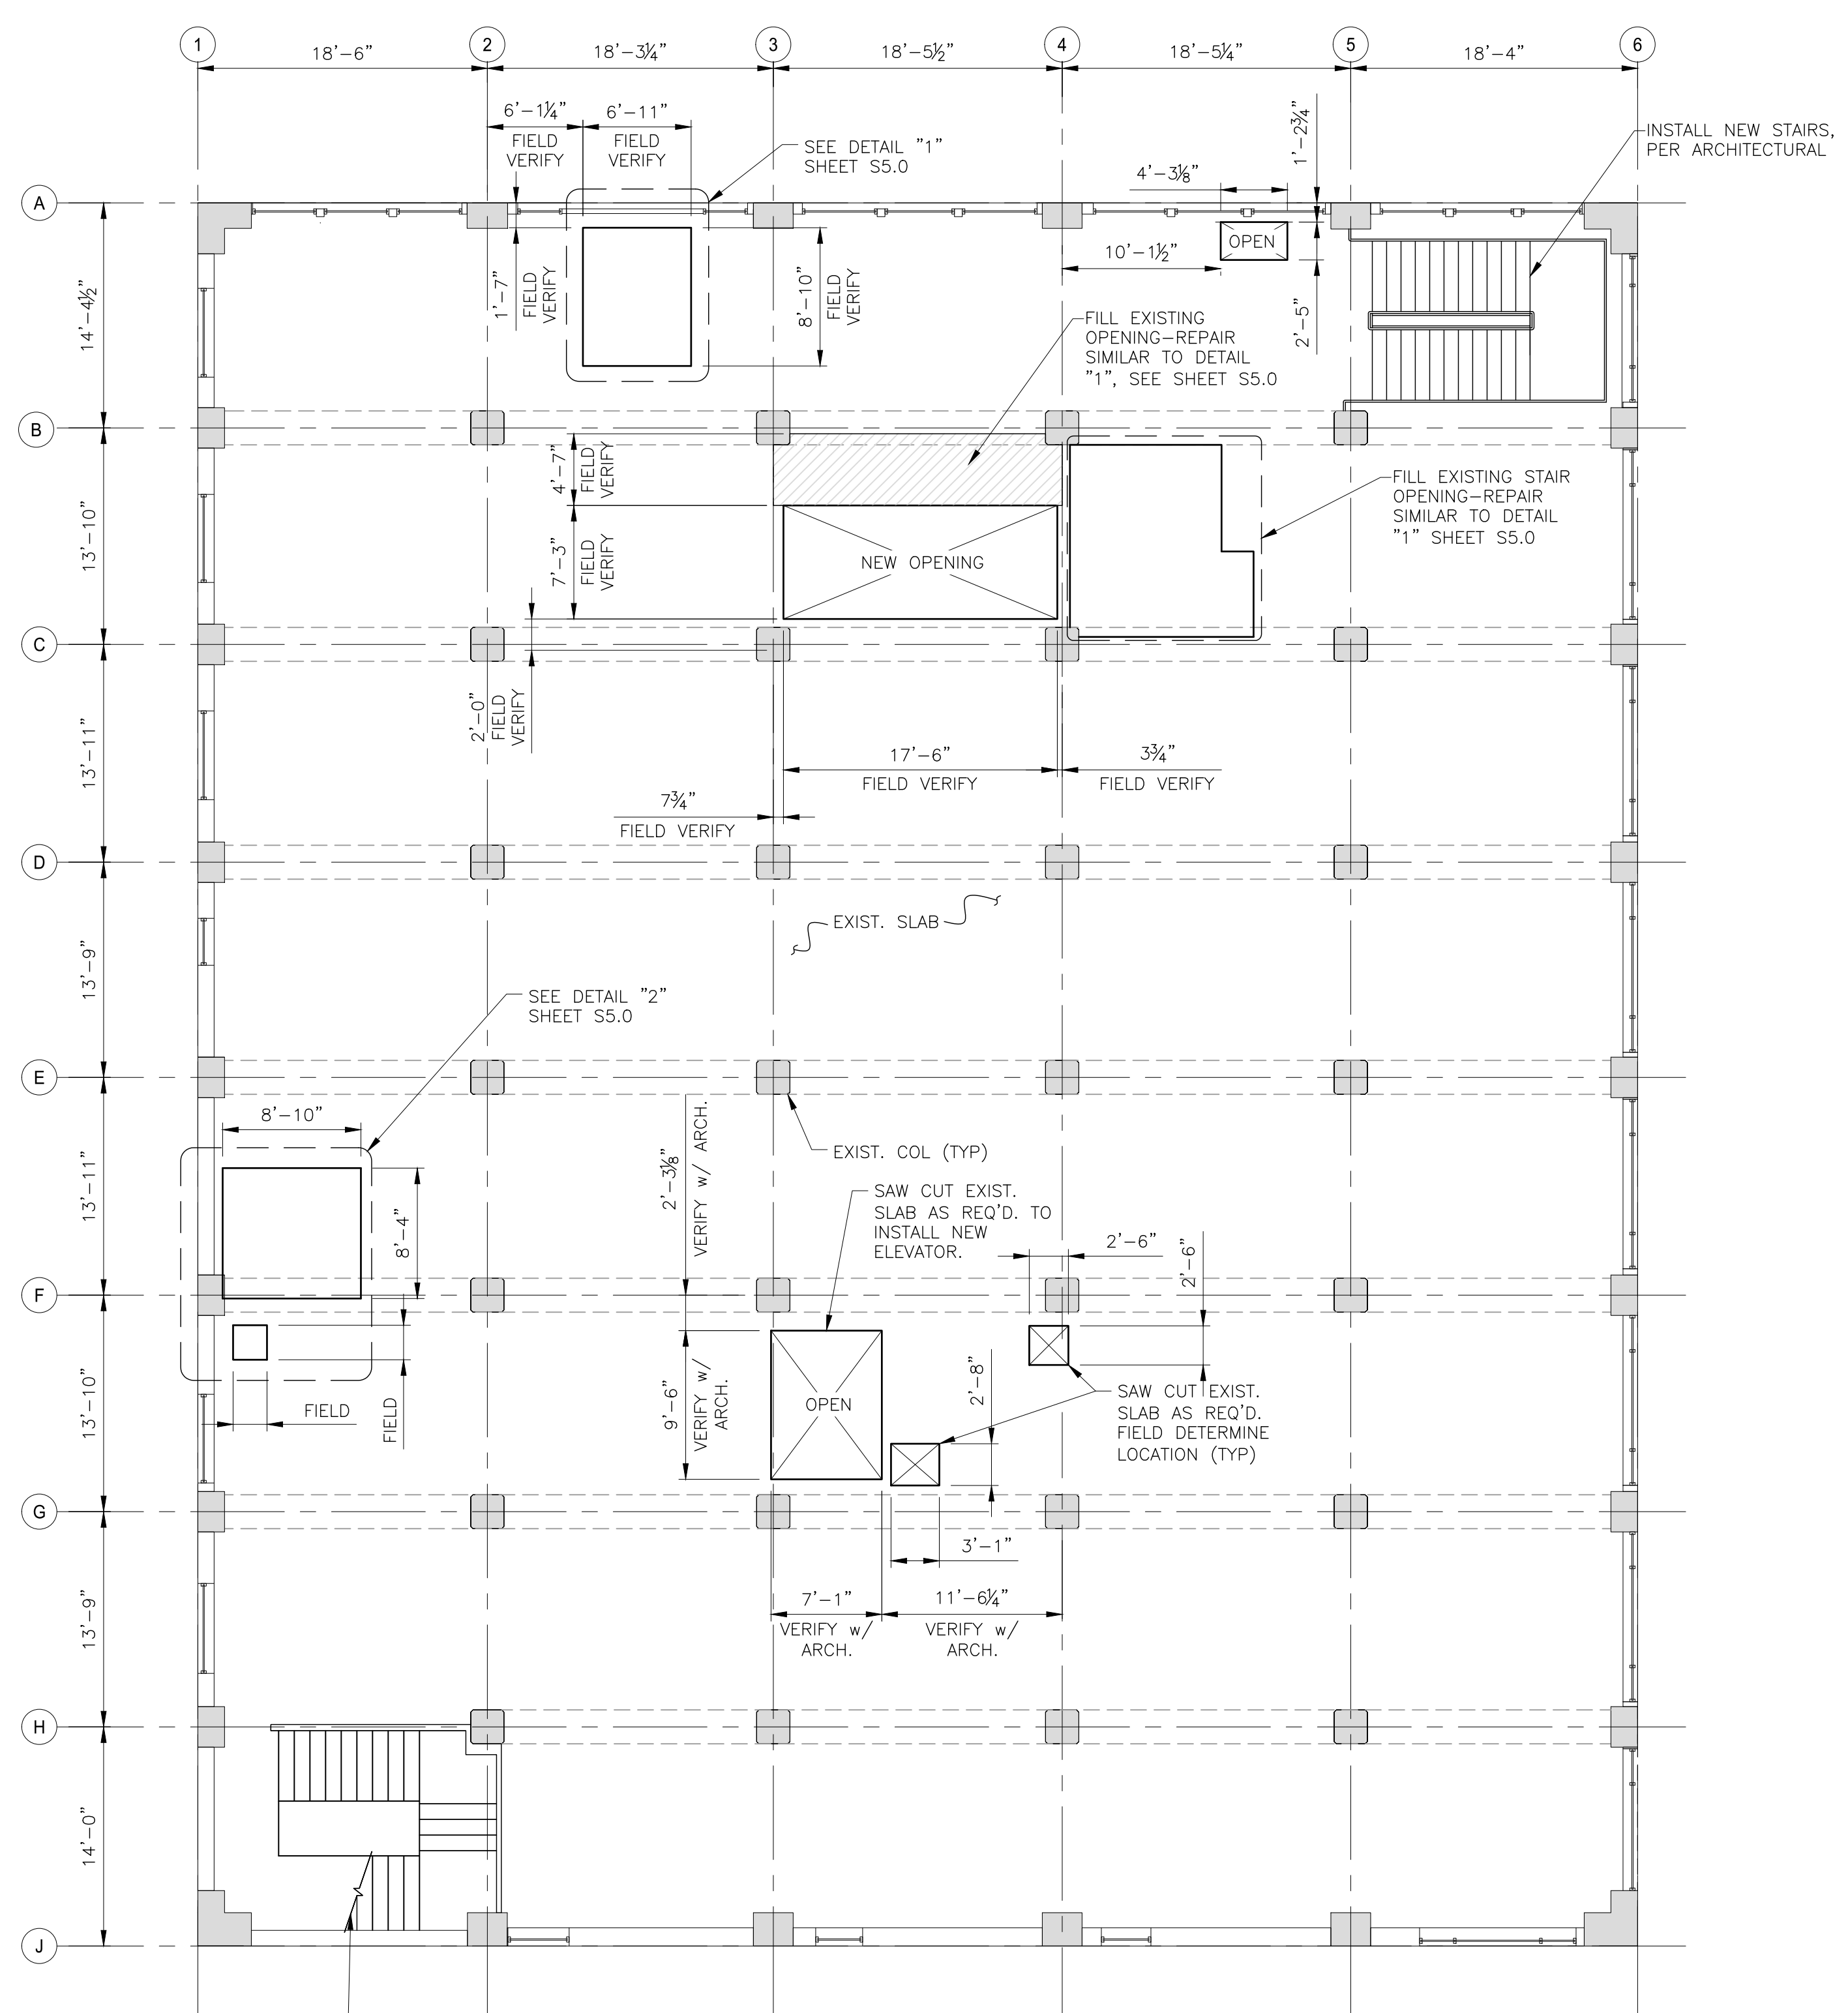 1
2
3
4
5
6
18'-6"
18'-3¼"
18'-5½"
18'-5¼"
18'-4"
6'-1¼"
FIELD
VERIFY
6'-11"
FIELD
VERIFY
SEE DETAIL "1"
SHEET S5.0
4'-3⅛"
1'-2¾"
INSTALL NEW STAIRS,
PER ARCHITECTURAL
A
14'-4½"
1'-7"
FIELD
VERIFY
8'-10"
FIELD
VERIFY
10'-1½"
OPEN
2'-5"
FILL EXISTING
OPENING-REPAIR
SIMILAR TO DETAIL
"1", SEE SHEET S5.0
B
13'-10"
4'-7"
FIELD
VERIFY
7'-3"
FIELD
VERIFY
NEW OPENING
FILL EXISTING STAIR
OPENING-REPAIR
SIMILAR TO DETAIL
"1" SHEET S5.0
C
13'-11"
2'-0"
FIELD
VERIFY
17'-6"
FIELD VERIFY
3¾"
FIELD VERIFY
7¾"
FIELD VERIFY
D
13'-9"
EXIST. SLAB
SEE DETAIL "2"
SHEET S5.0
E
13'-11"
8'-10"
8'-4"
2'-3⅛"
VERIFY w/ ARCH.
EXIST. COL (TYP)
SAW CUT EXIST.
SLAB AS REQ'D. TO
INSTALL NEW
ELEVATOR.
2'-6"
2'-6"
F
13'-10"
FIELD
FIELD
9'-6"
VERIFY w/
ARCH.
OPEN
2'-8"
SAW CUT EXIST.
SLAB AS REQ'D.
FIELD DETERMINE
LOCATION (TYP)
G
13'-9"
3'-1"
7'-1"
VERIFY w/
ARCH.
11'-6¼"
VERIFY w/
ARCH.
H
14'-0"
J